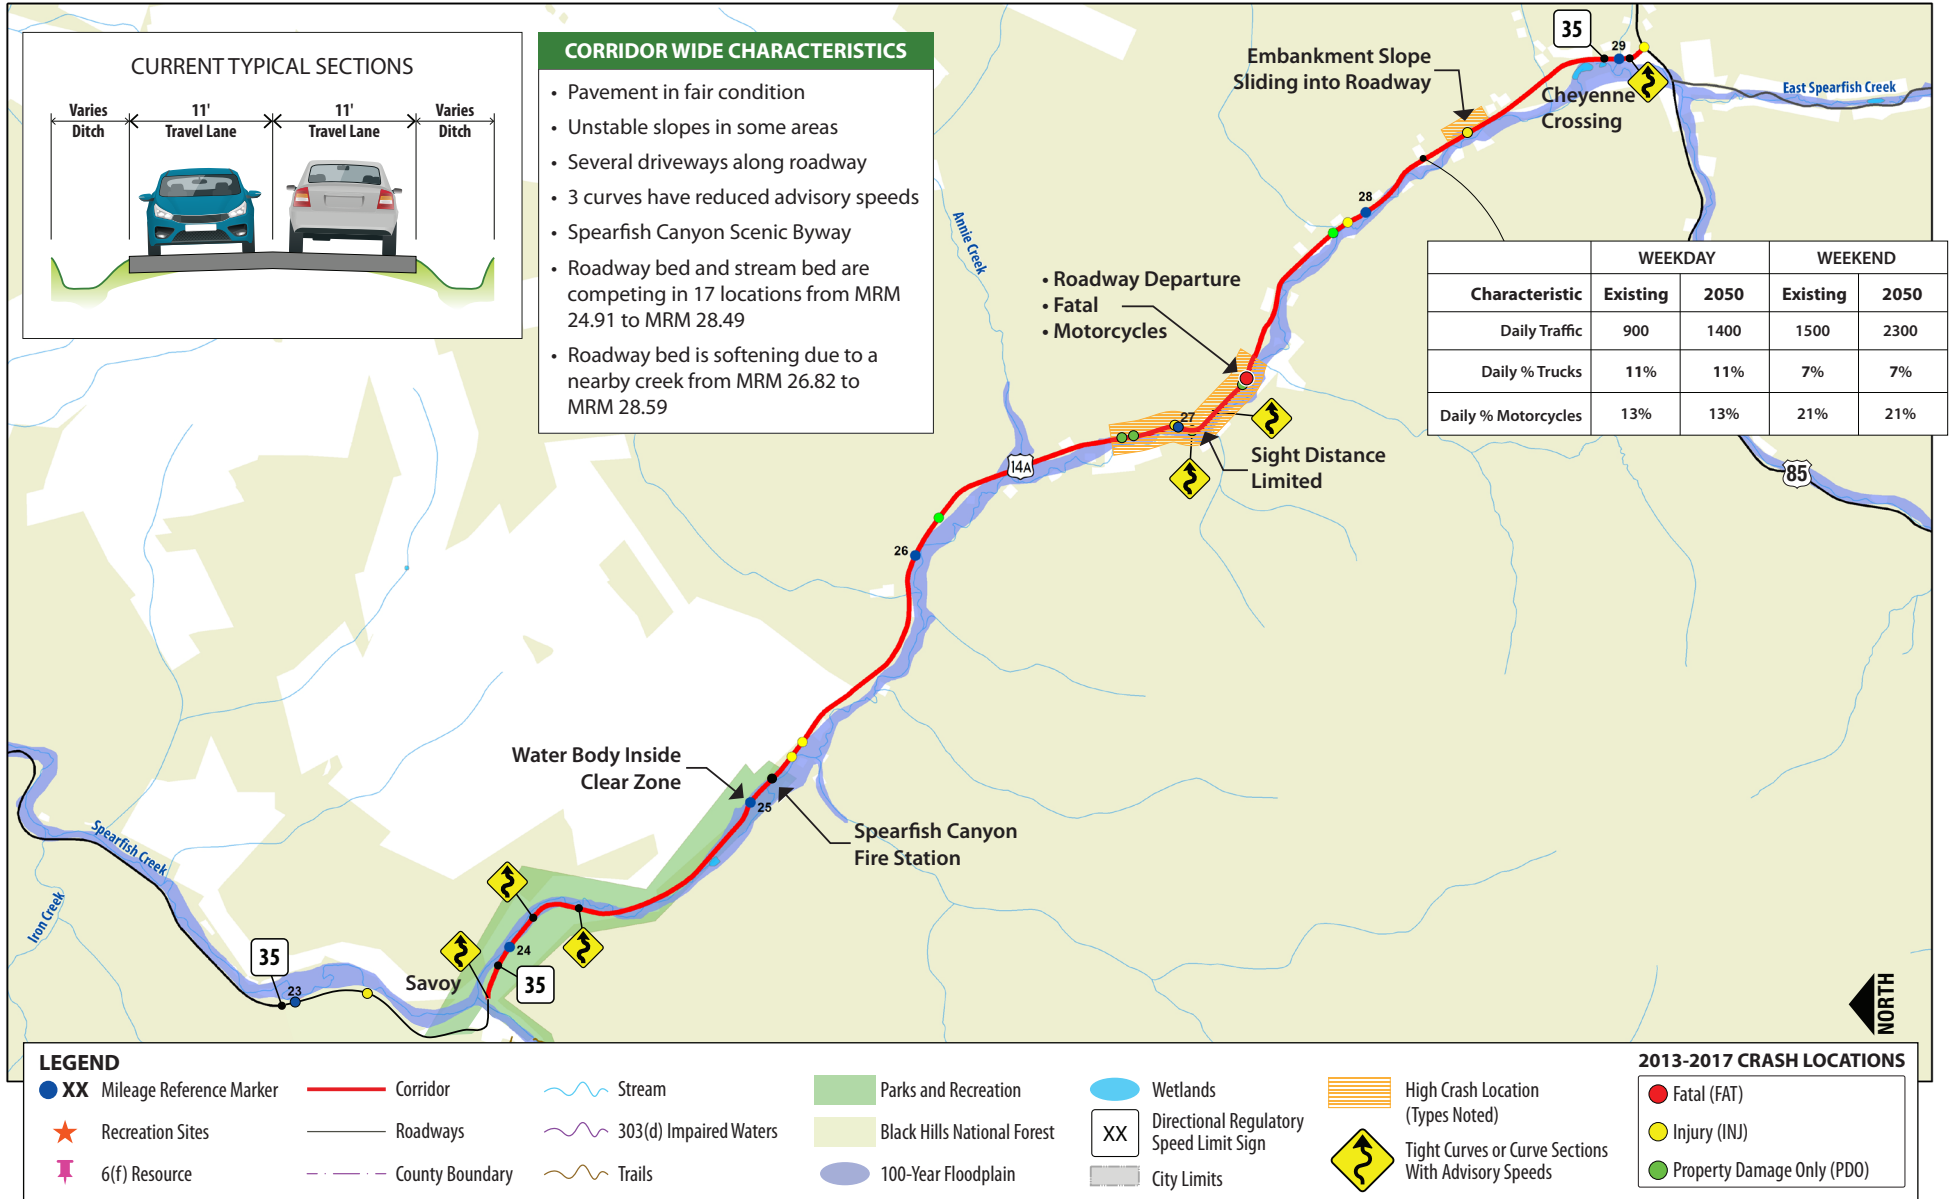 CURRENT TYPICAL SECTIONS
Varies
11'
11'
Varies
Ditch
Travel Lane
Travel Lane
Ditch
CORRIDOR WIDE CHARACTERISTICS
• Pavement in fair condition
• Unstable slopes in some areas
• Several driveways along roadway
• 3 curves have reduced advisory speeds
• Spearfish Canyon Scenic Byway
• Roadway bed and stream bed are
competing in 17 locations from MRM
24.91 to MRM 28.49
• Roadway bed is softening due to a
nearby creek from MRM 26.82 to
MRM 28.59
Embankment Slope
Sliding into Roadway
35
29
Cheyenne
Crossing
East Spearfish Creek
28
Annie Creek
• Roadway Departure
• Fatal
• Motorcycles
WEEKDAY WEEKEND
Characteristic Existing 2050 Existing 2050
Daily Traffic 900 1400 1500 2300
Daily % Trucks 11% 11% 7% 7%
Daily % Motorcycles 13% 13% 21% 21%
27
Sight Distance
Limited
14A
85
26
Water Body Inside
Clear Zone
25
Spearfish Canyon
Fire Station
Spearfish Creek
Iron Creek
24
35
Savoy
35
23
NORTH
LEGEND
XX Mileage Reference Marker
Recreation Sites
6(f) Resource
Corridor
Roadways
County Boundary
Stream
303(d) Impaired Waters
Trails
Parks and Recreation
Black Hills National Forest
100-Year Floodplain
Wetlands
XX
Directional Regulatory
Speed Limit Sign
City Limits
High Crash Location
(Types Noted)
Tight Curves or Curve Sections
With Advisory Speeds
2013-2017 CRASH LOCATIONS
Fatal (FAT)
Injury (INJ)
Property Damage Only (PDO)